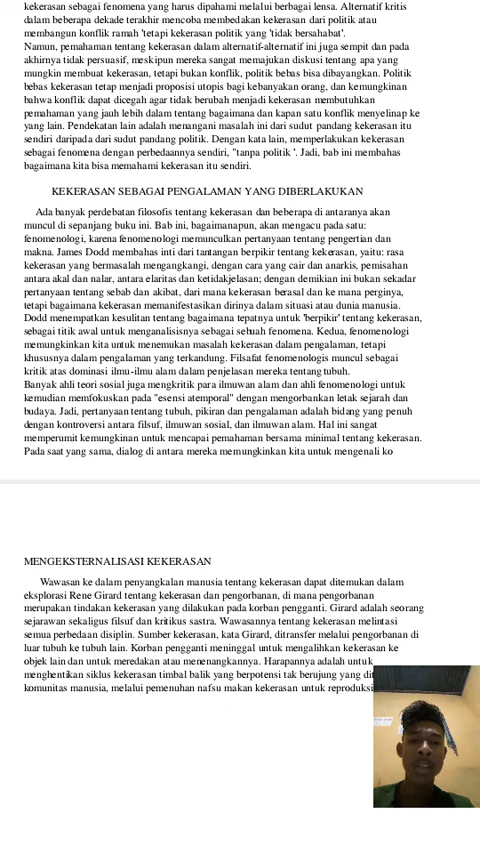 kekerasan sebagai fenomena yang harus dipahami melalui berbagai lensa. Alternatif kritis
dalam beberapa dekade terakhir mencoba membedakan kekerasan dari politik atau
membangun konflik ramah 'tetapi kekerasan politik yang 'tidak bersahabat'.
Namun, pemahaman tentang kekerasan dalam alternatif-alternatif ini juga sempit dan pada
akhirnya tidak persuasif, meskipun mereka sangat memajukan diskusi tentang apa yang
mungkin membuat kekerasan, tetapi bukan konflik, politik bebas bisa dibayangkan. Politik
bebas kekerasan tetap menjadi proposisi utopis bagi kebanyakan orang, dan kemungkinan
bahwa konflik dapat dicegah agar tidak berubah menjadi kekerasan membutuhkan
pemahaman yang jauh lebih dalam tentang bagaimana dan kapan satu konflik menyelinap ke
yang lain. Pendekatan lain adalah menangani masalah ini dari sudut pandang kekerasan itu
sendiri daripada dari sudut pandang politik. Dengan kata lain, memperlakukan kekerasan
sebagai fenomena dengan perbedaannya sendiri, "tanpa politik '. Jadi, bab ini membahas
bagaimana kita bisa memahami kekerasan itu sendiri.
KEKERASAN SEBAGAI PENGALAMAN YANG DIBERLAKUKAN
Ada banyak perdebatan filosofis tentang kekerasan dan beberapa di antaranya akan
muncul di sepanjang buku ini. Bab ini, bagaimanapun, akan mengacu pada satu:
fenomenologi, karena fenomenologi memunculkan pertanyaan tentang pengertian dan
makna. James Dodd membahas inti dari tantangan berpikir tentang kekerasan, yaitu: rasa
kekerasan yang bermasalah mengangkangi, dengan cara yang cair dan anarkis, pemisahan
antara akal dan nalar, antara elaritas dan ketidakjelasan; dengan demikian ini bukan sekadar
pertanyaan tentang sebab dan akibat, dari mana kekerasan berasal dan ke mana perginya,
tetapi bagaimana kekerasan memanifestasikan dirinya dalam situasi atau dunia manusia.
Dodd menempatkan kesulitan tentang bagaimana tepatnya untuk 'berpikir' tentang kekerasan,
sebagai titik awal untuk menganalisisnya sebagai sebuah fenomena. Kedua, fenomenologi
memungkinkan kita untuk menemukan masalah kekerasan dalam pengalaman, tetapi
khususnya dalam pengalaman yang terkandung. Filsafat fenomenologis muncul sebagai
kritik atas dominasi ilmu-ilmu alam dalam penjelasan mereka tentang tubuh.
Banyak ahli teori sosial juga mengkritik para ilmuwan alam dan ahli fenomenologi untuk
kemudian memfokuskan pada "esensi atemporal" dengan mengorbankan letak sejarah dan
budaya. Jadi, pertanyaan tentang tubuh, pikiran dan pengalaman adalah bidang yang penuh
dengan kontroversi antara filsuf, ilmuwan sosial, dan ilmuwan alam. Hal ini sangat
memperumit kemungkinan untuk mencapai pemahaman bersama minimal tentang kekerasan.
Pada saat yang sama, dialog di antara mereka memungkinkan kita untuk mengenali ko
MENGEKSTERNALISASI KEKERASAN
Wawasan ke dalam penyangkalan manusia tentang kekerasan dapat ditemukan dalam
eksplorasi Rene Girard tentang kekerasan dan pengorbanan, di mana pengorbanan
merupakan tindakan kekerasan yang dilakukan pada korban pengganti. Girard adalah seorang
sejarawan sekaligus filsuf dan kritikus sastra. Wawasannya tentang kekerasan melintasi
semua perbedaan disiplin. Sumber kekerasan, kata Girard, ditransfer melalui pengorbanan di
luar tubuh ke tubuh lain. Korban pengganti meninggal untuk mengalihkan kekerasan ke
objek lain dan untuk meredakan atau menenangkannya. Harapannya adalah untuk
menghentikan siklus kekerasan timbal balik yang berpotensi tak berujung yang
komunitas manusia, melalui pemenuhan nafsu makan kekerasan untuk reproduksi